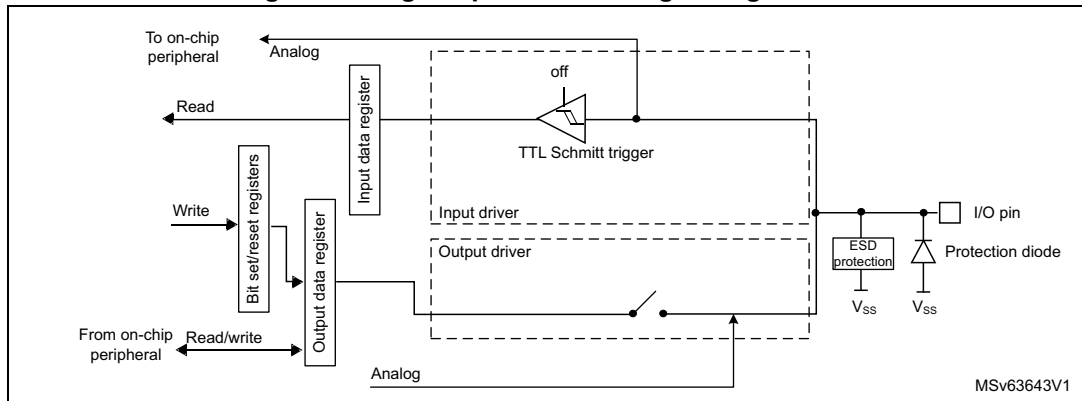 To on-chip
peripheral
Analog
off
Read
Input data register
TTL Schmitt trigger
Write
Bit set/reset registers
Output data register
Input driver
I/O pin
Output driver
ESD
protection
Protection diode
VSS
VSS
From on-chip
peripheral
Read/write
Analog
MSv63643V1